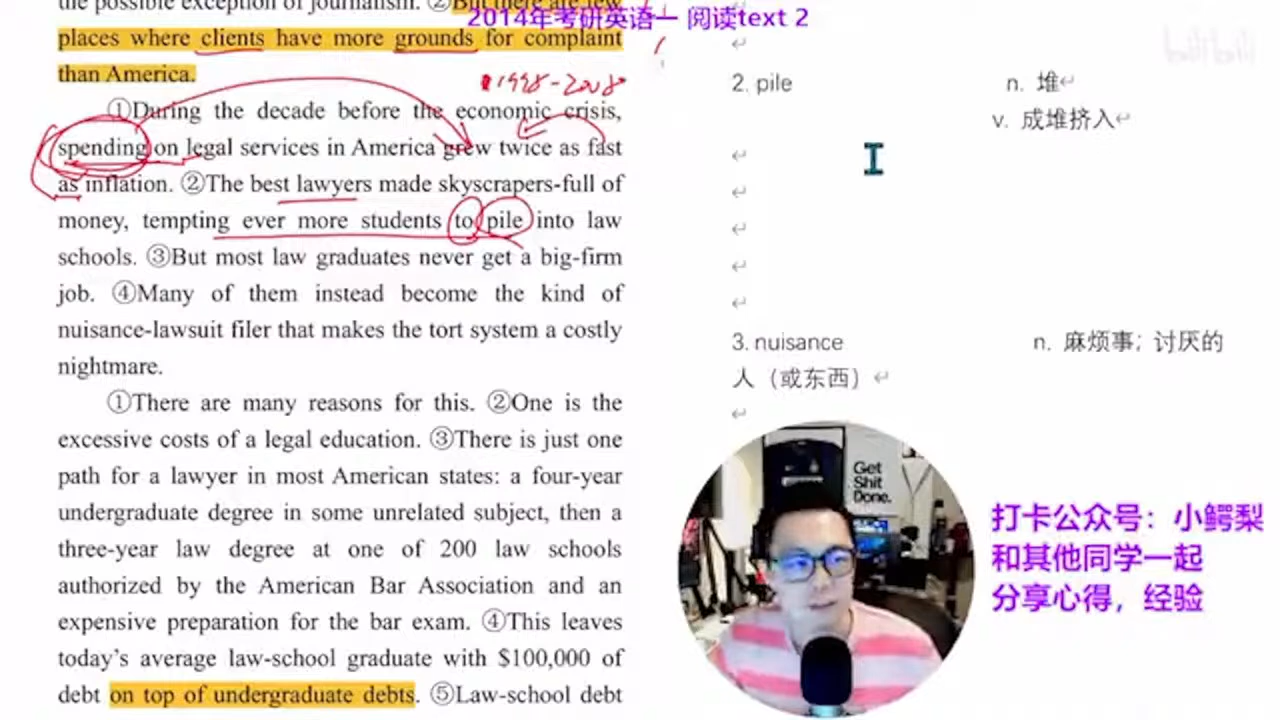 the possible exception of journalism. ②But there are few
places where clients have more grounds for complaint
than America.
①During the decade before the economic crisis,
spending on legal services in America grew twice as fast
as inflation. ②The best lawyers made skyscrapers-full of
money, tempting ever more students to pile into law
schools. ③But most law graduates never get a big-firm
job. ④Many of them instead become the kind of
nuisance-lawsuit filer that makes the tort system a costly
nightmare.
①There are many reasons for this. ②One is the
excessive costs of a legal education. ③There is just one
path for a lawyer in most American states: a four-year
undergraduate degree in some unrelated subject, then a
three-year law degree at one of 200 law schools
authorized by the American Bar Association and an
expensive preparation for the bar exam. ④This leaves
today's average law-school graduate with $100,000 of
debt on top of undergraduate debts. ⑤Law-school debt
1998-2008
2014年考研英语一 阅读text 2
bilibili
2. pile n. 堆
v. 成堆挤入
3. nuisance n. 麻烦事；讨厌的
人（或东西）
Get
Shit
Done.
打卡公众号：小鳄梨
和其他同学一起
分享心得，经验